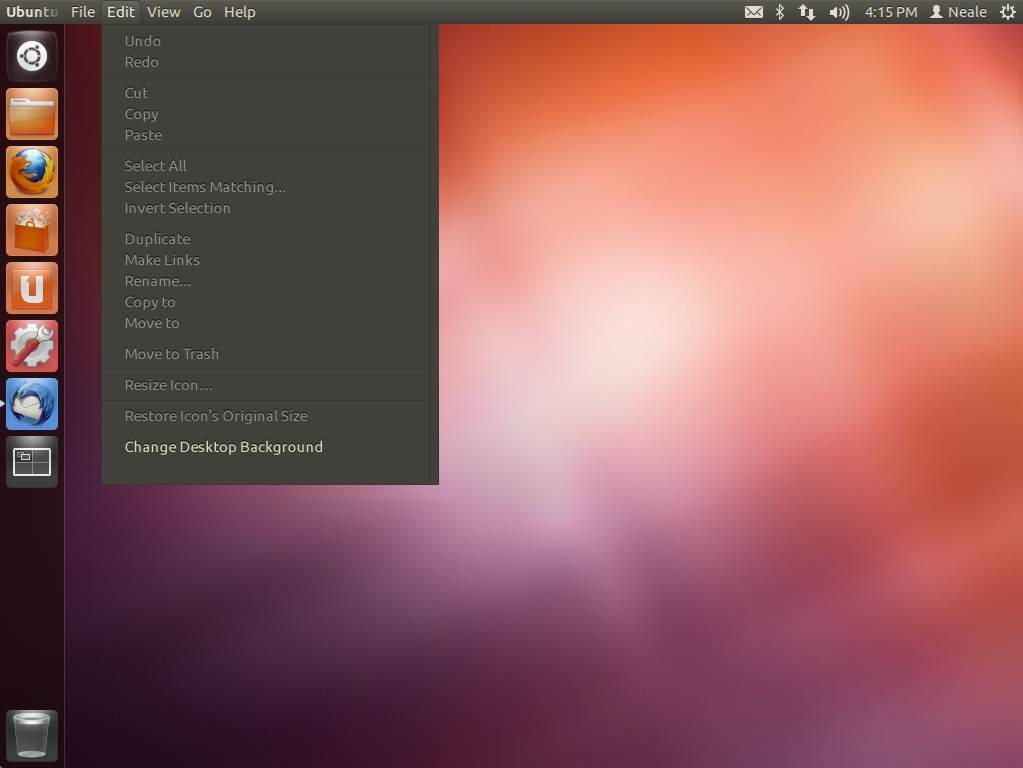 Ubuntu File Edit View Go Help 4:15 PM Neale
Undo
Redo
Cut
Copy
Paste
Select All
Select Items Matching...
Invert Selection
Duplicate
Make Links
Rename...
Copy to
Move to
Move to Trash
Resize Icon…
Restore Icon's Original Size
Change Desktop Background